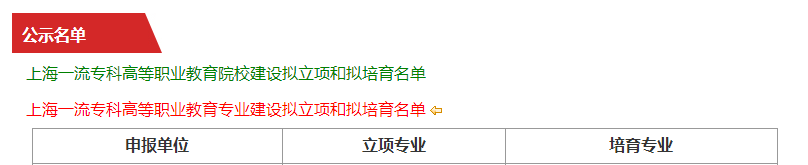 公示名单
上海一流专科高等职业教育院校建设拟立项和拟培育名单
上海一流专科高等职业教育专业建设拟立项和拟培育名单
申报单位 立项专业 培育专业